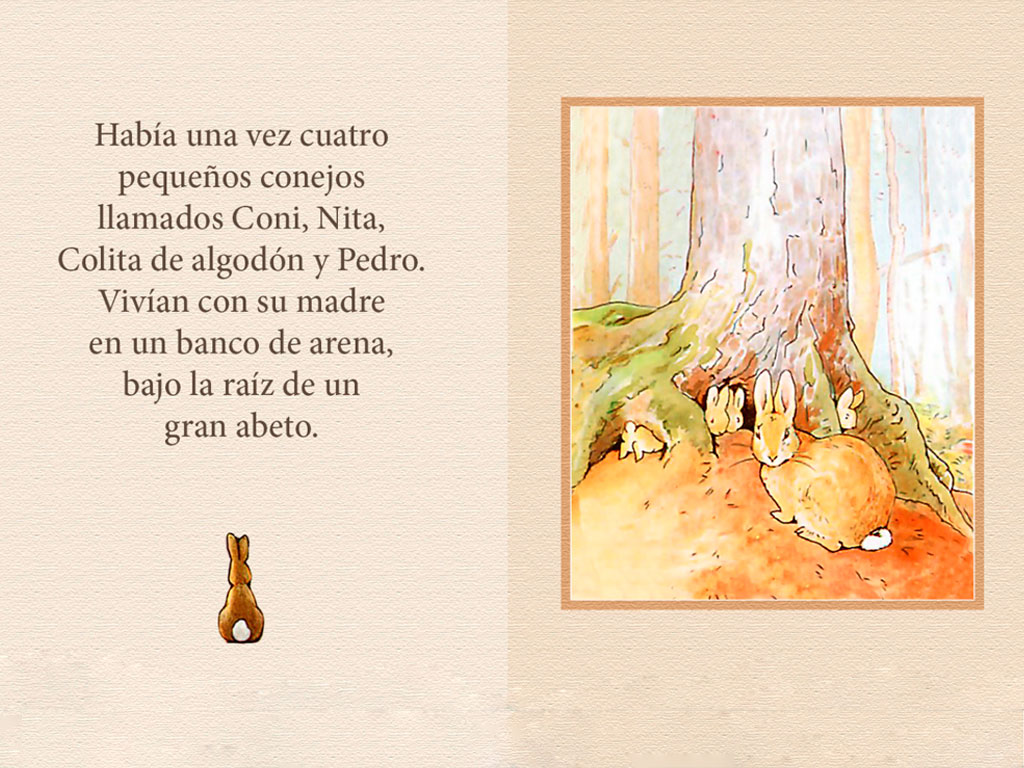 Había una vez cuatro
pequeños conejos
llamados Coni, Nita,
Colita de algodón y Pedro.
Vivían con su madre
en un banco de arena,
bajo la raíz de un
gran abeto.